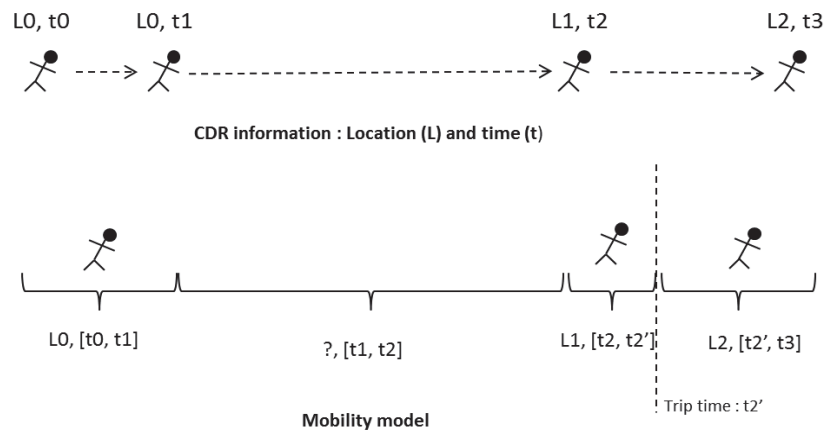 L0, t0 L0, t1 L1, t2 L2, t3
CDR information : Location (L) and time (t)
L0, [t0, t1] ?, [t1, t2] L1, [t2, t2′] L2, [t2′, t3]
Trip time : t2′
Mobility model